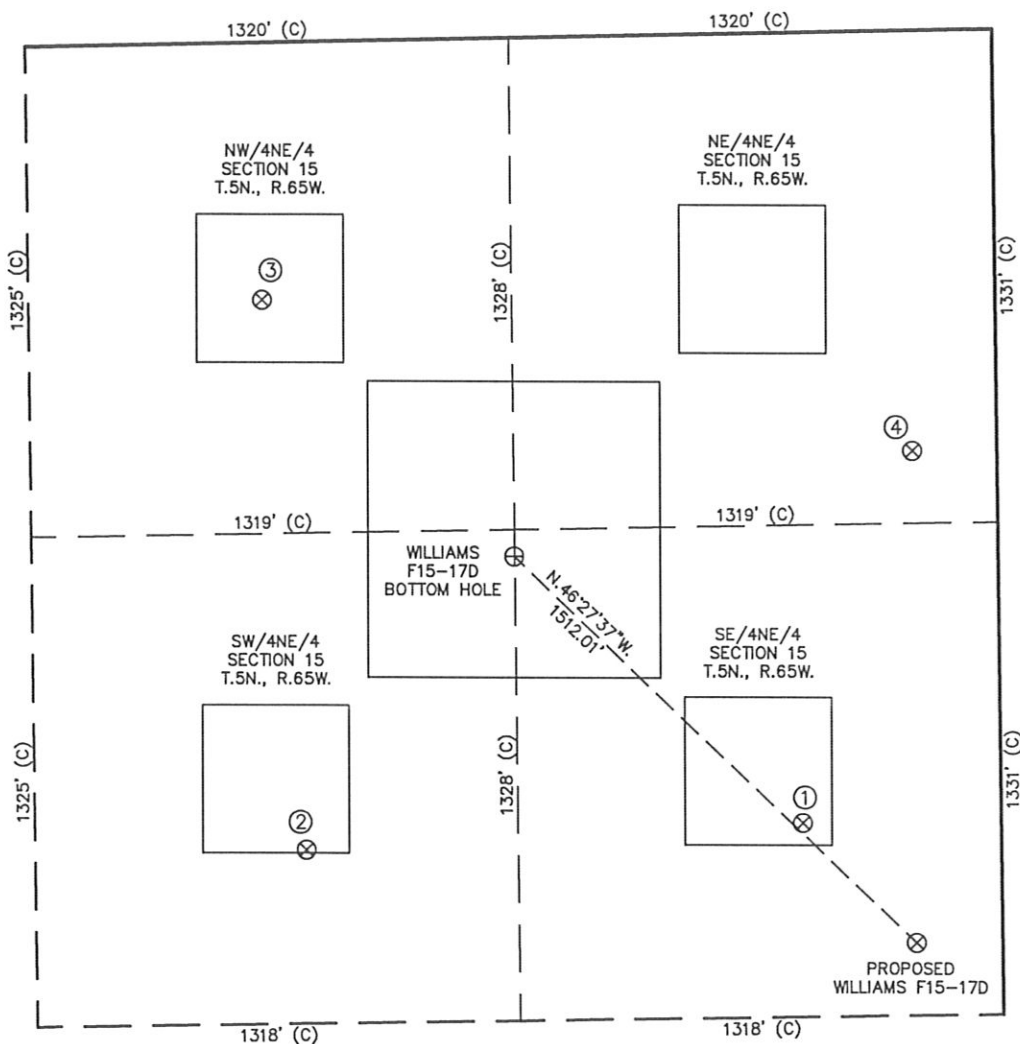 1320' (C)
1320' (C)
NW/4NE/4
SECTION 15
T.5N., R.65W.
NE/4NE/4
SECTION 15
T.5N., R.65W.
1325' (C)
3
1328' (C)
1331' (C)
4
1319' (C)
1319' (C)
WILLIAMS
F15-17D
BOTTOM HOLE
N.46°27'37"W.
1512.01'
SW/4NE/4
SECTION 15
T.5N., R.65W.
SE/4NE/4
SECTION 15
T.5N., R.65W.
1325' (C)
2
1328' (C)
1
1331' (C)
PROPOSED
WILLIAMS F15-17D
1318' (C)
1318' (C)